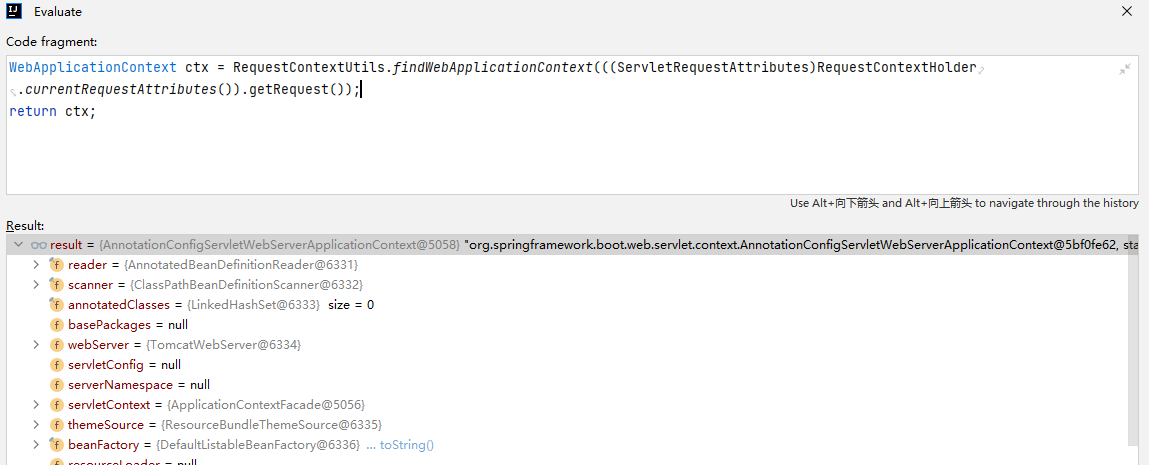 Evaluate
Code fragment:
WebApplicationContext ctx = RequestContextUtils.findWebApplicationContext(((ServletRequestAttributes)RequestContextHolder
.currentRequestAttributes()).getRequest());
return ctx;
Use Alt+向下箭头 and Alt+向上箭头 to navigate through the history
Result:
result = {AnnotationConfigServletWebServerApplicationContext@5058} "org.springframework.boot.web.servlet.context.AnnotationConfigServletWebServerApplicationContext@5bf0fe62, sta
reader = {AnnotatedBeanDefinitionReader@6331}
scanner = {ClassPathBeanDefinitionScanner@6332}
annotatedClasses = {LinkedHashSet@6333} size = 0
basePackages = null
webServer = {TomcatWebServer@6334}
servletConfig = null
serverNamespace = null
servletContext = {ApplicationContextFacade@5056}
themeSource = {ResourceBundleThemeSource@6335}
beanFactory = {DefaultListableBeanFactory@6336} ... toString()
resourceLoader = null